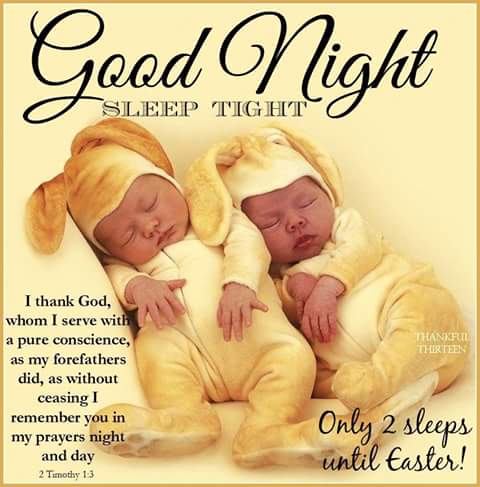 Good Night
SLEEP TIGHT
I thank God,
whom I serve with
a pure conscience,
as my forefathers
did, as without
ceasing I
remember you in
my prayers night
and day
2 Timothy 1:3
THANKFUL
THIRTEEN
Only 2 sleeps
until Easter!